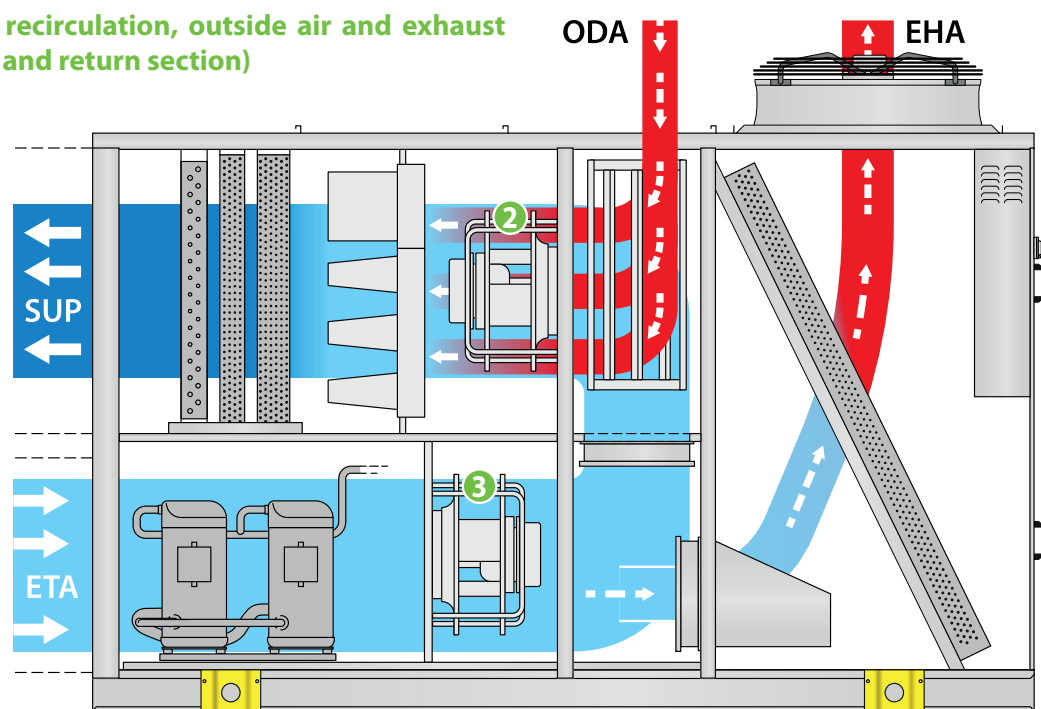 recirculation, outside air and exhaust
and return section)
ODA
EHA
2
SUP
3
ETA